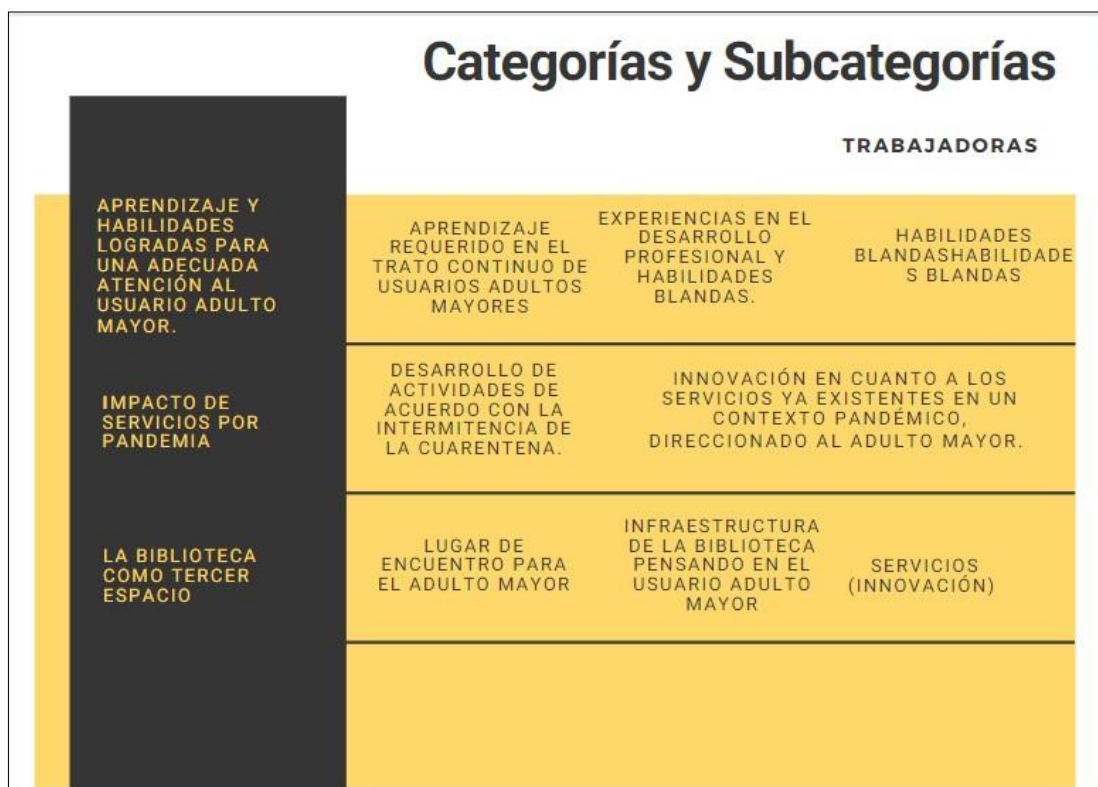 Categorías y Subcategorías
TRABAJADORAS
APRENDIZAJE Y
HABILIDADES
LOGRADAS PARA
UNA ADECUADA
ATENCIÓN AL
USUARIO ADULTO
MAYOR.
APRENDIZAJE
REQUERIDO EN EL
TRATO CONTINUO DE
USUARIOS ADULTOS
MAYORES
EXPERIENCIAS EN EL
DESARROLLO
PROFESIONAL Y
HABILIDADES
BLANDAS.
HABILIDADES
BLANDASHABILIDADE
S BLANDAS
IMPACTO DE
SERVICIOS POR
PANDEMIA
DESARROLLO DE
ACTIVIDADES DE
ACUERDO CON LA
INTERMITENCIA DE
LA CUARENTENA.
INNOVACIÓN EN CUANTO A LOS
SERVICIOS YA EXISTENTES EN UN
CONTEXTO PANDÉMICO,
DIRECCIONADO AL ADULTO MAYOR.
LA BIBLIOTECA
COMO TERCER
ESPACIO
LUGAR DE
ENCUENTRO PARA
EL ADULTO MAYOR
INFRAESTRUCTURA
DE LA BIBLIOTECA
PENSANDO EN EL
USUARIO ADULTO
MAYOR
SERVICIOS
(INNOVACIÓN)